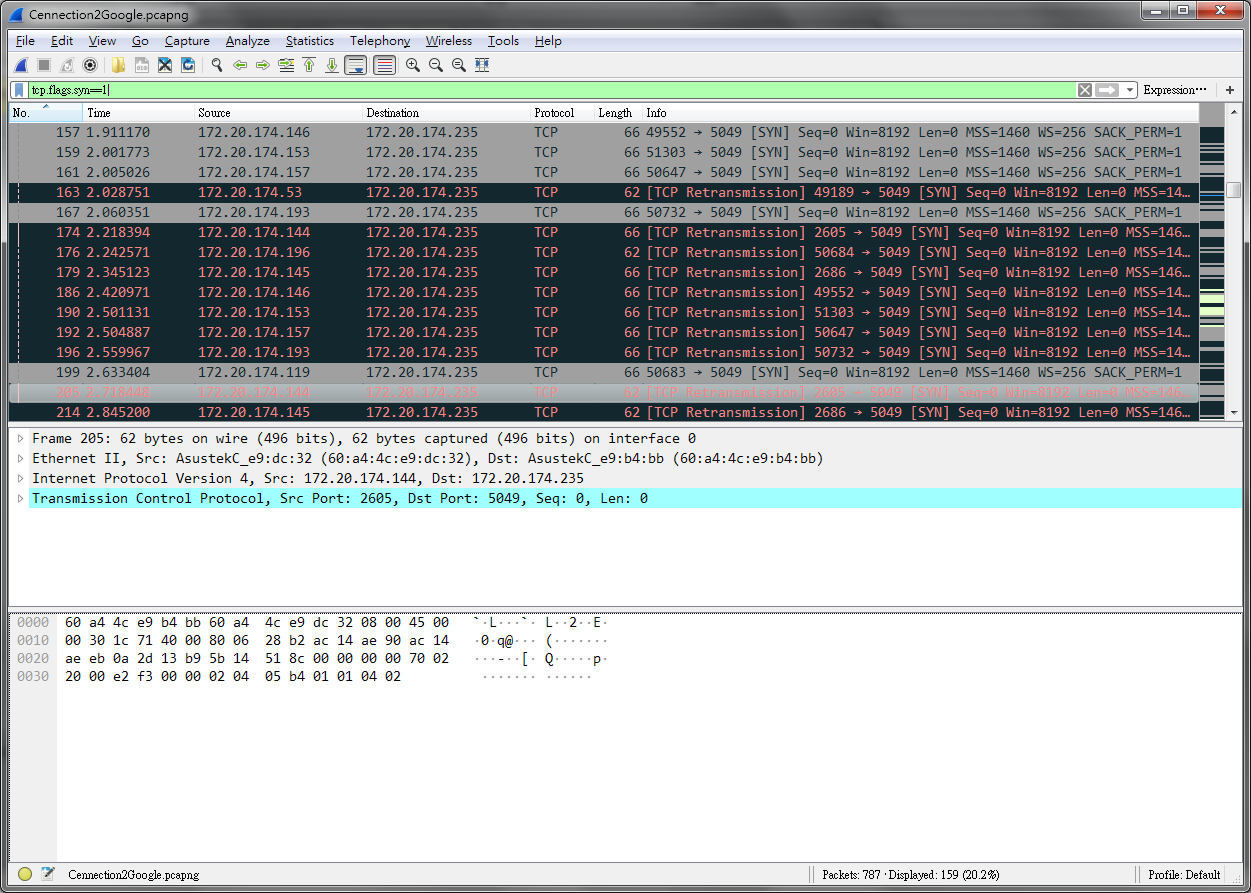 Cennection2Google.pcapng
File Edit View Go Capture Analyze Statistics Telephony Wireless Tools Help
tcp.flags.syn==1 Expression… +
No. Time Source Destination Protocol Length Info
157 1.911170 172.20.174.146 172.20.174.235 TCP 66 49552 → 5049 [SYN] Seq=0 Win=8192 Len=0 MSS=1460 WS=256 SACK_PERM=1
159 2.001773 172.20.174.153 172.20.174.235 TCP 66 51303 → 5049 [SYN] Seq=0 Win=8192 Len=0 MSS=1460 WS=256 SACK_PERM=1
161 2.005026 172.20.174.157 172.20.174.235 TCP 66 50647 → 5049 [SYN] Seq=0 Win=8192 Len=0 MSS=1460 WS=256 SACK_PERM=1
163 2.028751 172.20.174.53 172.20.174.235 TCP 62 [TCP Retransmission] 49189 → 5049 [SYN] Seq=0 Win=8192 Len=0 MSS=14…
167 2.060351 172.20.174.193 172.20.174.235 TCP 66 50732 → 5049 [SYN] Seq=0 Win=8192 Len=0 MSS=1460 WS=256 SACK_PERM=1
174 2.218394 172.20.174.144 172.20.174.235 TCP 66 [TCP Retransmission] 2605 → 5049 [SYN] Seq=0 Win=8192 Len=0 MSS=146…
176 2.242571 172.20.174.196 172.20.174.235 TCP 62 [TCP Retransmission] 50684 → 5049 [SYN] Seq=0 Win=8192 Len=0 MSS=14…
179 2.345123 172.20.174.145 172.20.174.235 TCP 66 [TCP Retransmission] 2686 → 5049 [SYN] Seq=0 Win=8192 Len=0 MSS=146…
186 2.420971 172.20.174.146 172.20.174.235 TCP 66 [TCP Retransmission] 49552 → 5049 [SYN] Seq=0 Win=8192 Len=0 MSS=14…
190 2.501131 172.20.174.153 172.20.174.235 TCP 66 [TCP Retransmission] 51303 → 5049 [SYN] Seq=0 Win=8192 Len=0 MSS=14…
192 2.504887 172.20.174.157 172.20.174.235 TCP 66 [TCP Retransmission] 50647 → 5049 [SYN] Seq=0 Win=8192 Len=0 MSS=14…
196 2.559967 172.20.174.193 172.20.174.235 TCP 66 [TCP Retransmission] 50732 → 5049 [SYN] Seq=0 Win=8192 Len=0 MSS=14…
199 2.633404 172.20.174.119 172.20.174.235 TCP 66 50683 → 5049 [SYN] Seq=0 Win=8192 Len=0 MSS=1460 WS=256 SACK_PERM=1
205 2.718448 172.20.174.144 172.20.174.235 TCP 62 [TCP Retransmission] 2605 → 5049 [SYN] Seq=0 Win=8192 Len=0 MSS=146…
214 2.845200 172.20.174.145 172.20.174.235 TCP 62 [TCP Retransmission] 2686 → 5049 [SYN] Seq=0 Win=8192 Len=0 MSS=146…
Frame 205: 62 bytes on wire (496 bits), 62 bytes captured (496 bits) on interface 0
Ethernet II, Src: AsustekC_e9:dc:32 (60:a4:4c:e9:dc:32), Dst: AsustekC_e9:b4:bb (60:a4:4c:e9:b4:bb)
Internet Protocol Version 4, Src: 172.20.174.144, Dst: 172.20.174.235
Transmission Control Protocol, Src Port: 2605, Dst Port: 5049, Seq: 0, Len: 0
0000 60 a4 4c e9 b4 bb 60 a4 4c e9 dc 32 08 00 45 00 `·L···`· L··2··E·
0010 00 30 1c 71 40 00 80 06 28 b2 ac 14 ae 90 ac 14 ·0·q@··· (·······
0020 ae eb 0a 2d 13 b9 5b 14 51 8c 00 00 00 00 70 02 ···-··[· Q·····p·
0030 20 00 e2 f3 00 00 02 04 05 b4 01 01 04 02 ······· ······
Cennection2Google.pcapng Packets: 787 · Displayed: 159 (20.2%) Profile: Default